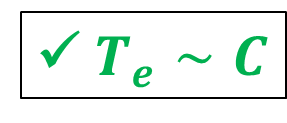 ✓ Tₑ ~ C